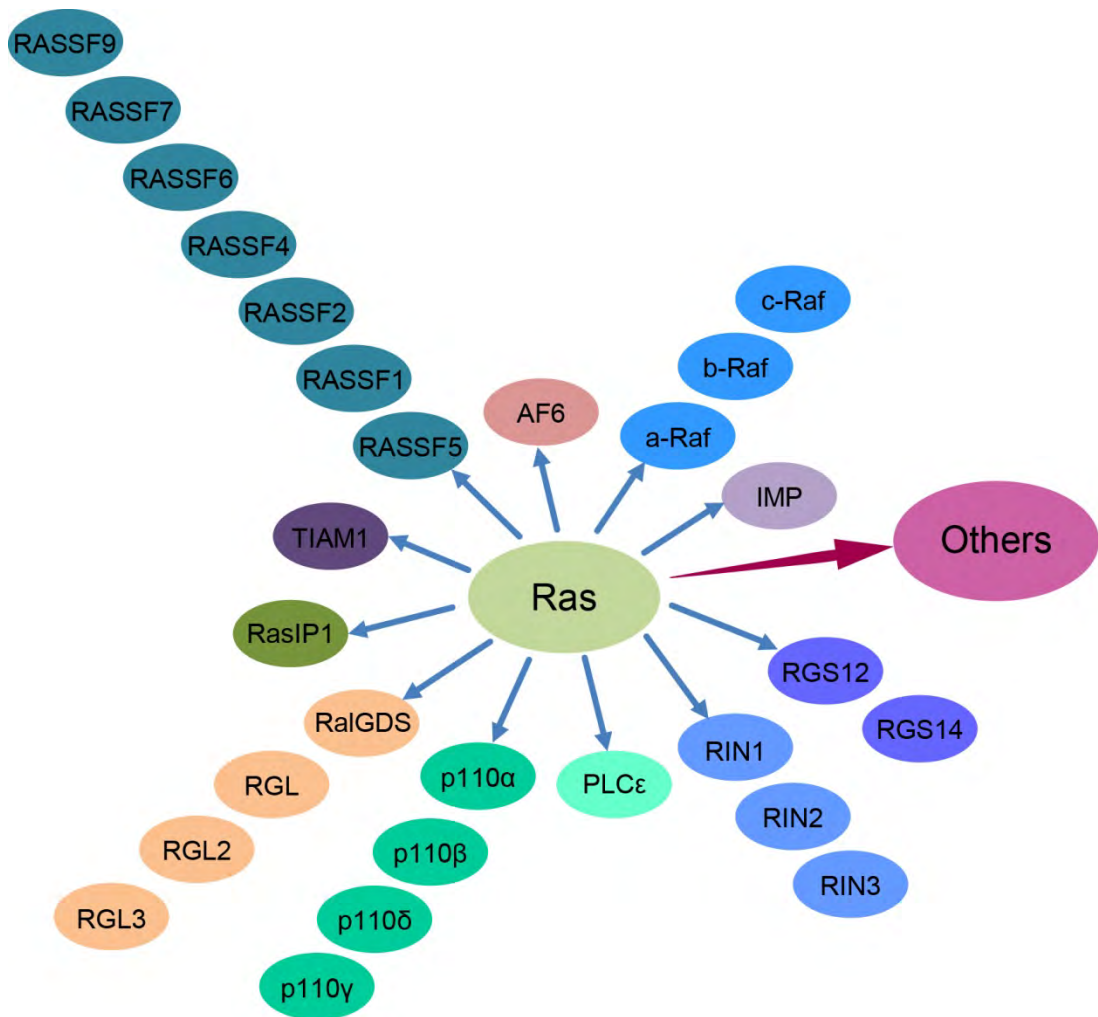 RASSF9
RASSF7
RASSF6
RASSF4
c-Raf
RASSF2
b-Raf
RASSF1
AF6
a-Raf
RASSF5
IMP
TIAM1
Others
Ras
RasIP1
RGS12
RalGDS
RGS14
RIN1
p110α
PLCε
RGL
RIN2
RGL2
p110β
RIN3
RGL3
p110δ
p110γ